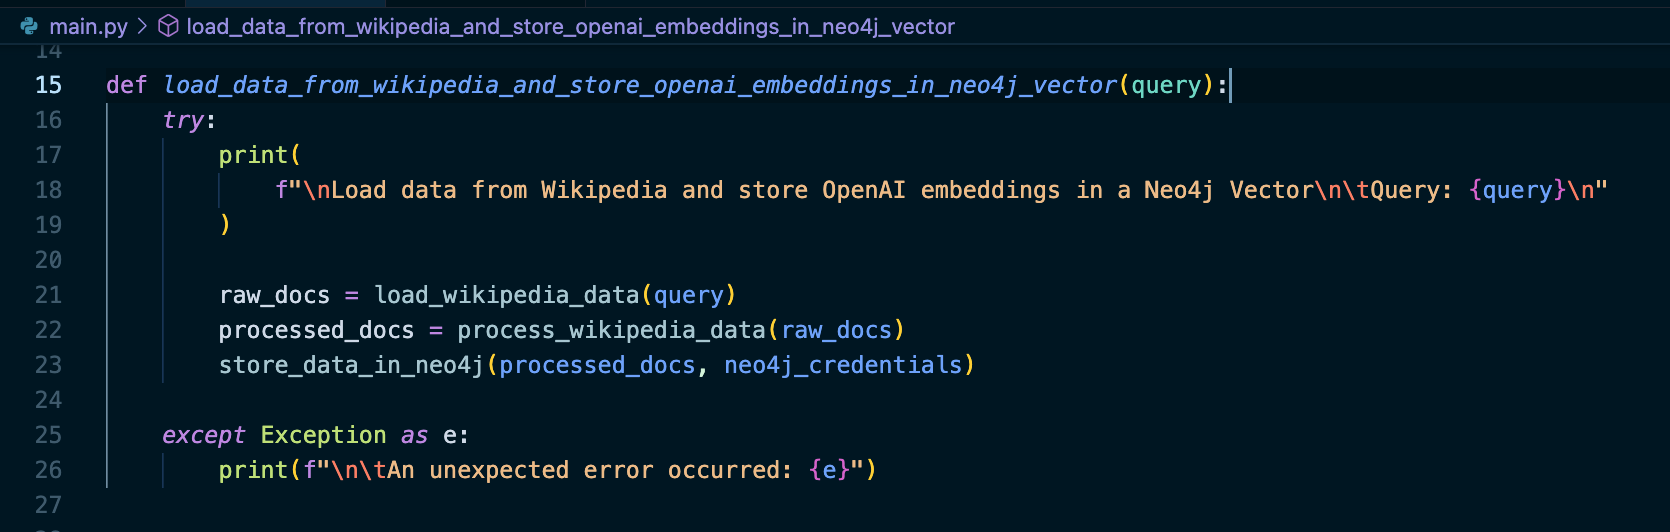 main.py > load_data_from_wikipedia_and_store_openai_embeddings_in_neo4j_vector
14
15 def load_data_from_wikipedia_and_store_openai_embeddings_in_neo4j_vector(query):
16     try:
17         print(
18             f"\nLoad data from Wikipedia and store OpenAI embeddings in a Neo4j Vector\n\tQuery: {query}\n"
19         )
20
21         raw_docs = load_wikipedia_data(query)
22         processed_docs = process_wikipedia_data(raw_docs)
23         store_data_in_neo4j(processed_docs, neo4j_credentials)
24
25     except Exception as e:
26         print(f"\n\tAn unexpected error occurred: {e}")
27